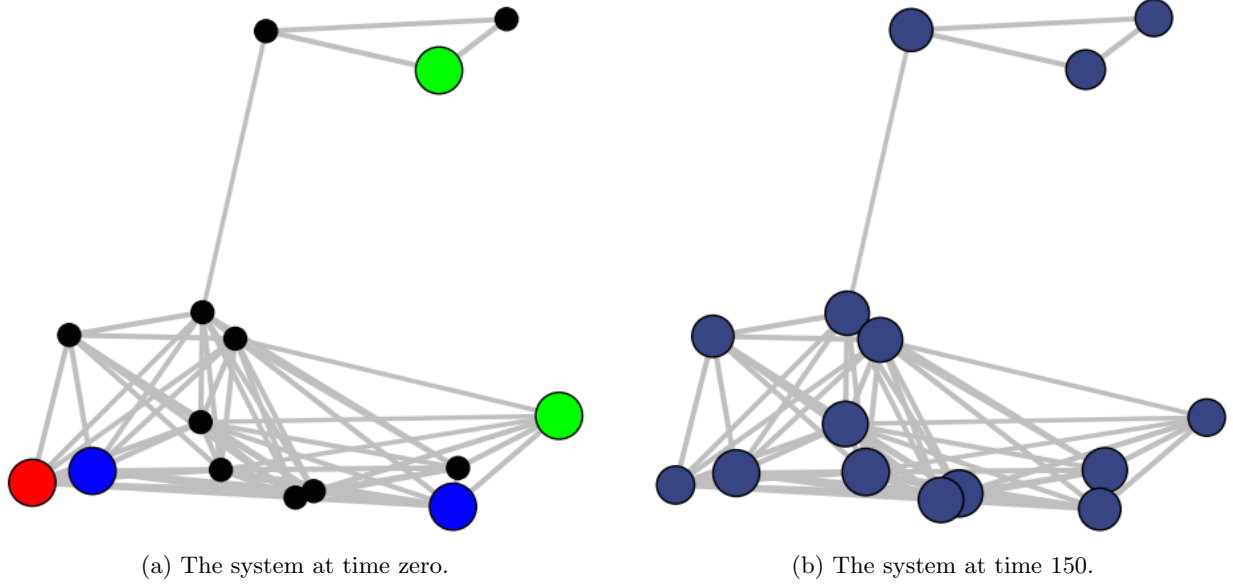 (a) The system at time zero.
(b) The system at time 150.